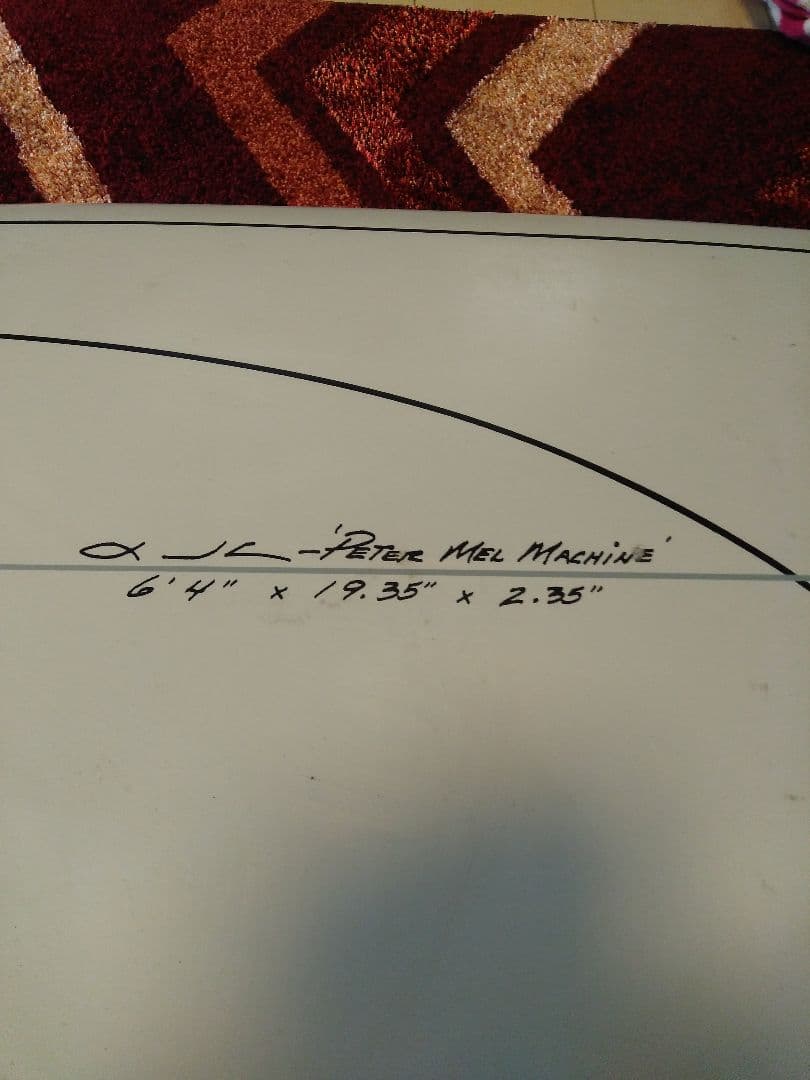 - 'PETER MEL MACHINE'
6'4" x 19.35" x 2.35"